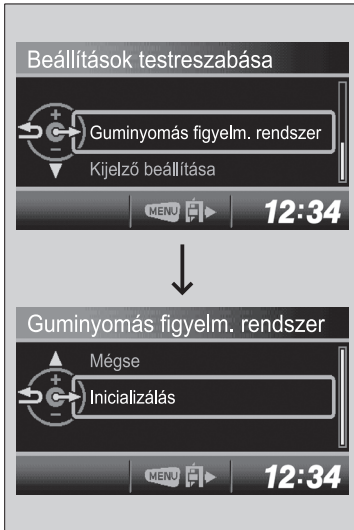 Beállítások testreszabása
Guminyomás figyelm. rendszer
Kijelző beállítása
MENU 12:34
Guminyomás figyelm. rendszer
Mégse
Inicializálás
MENU 12:34